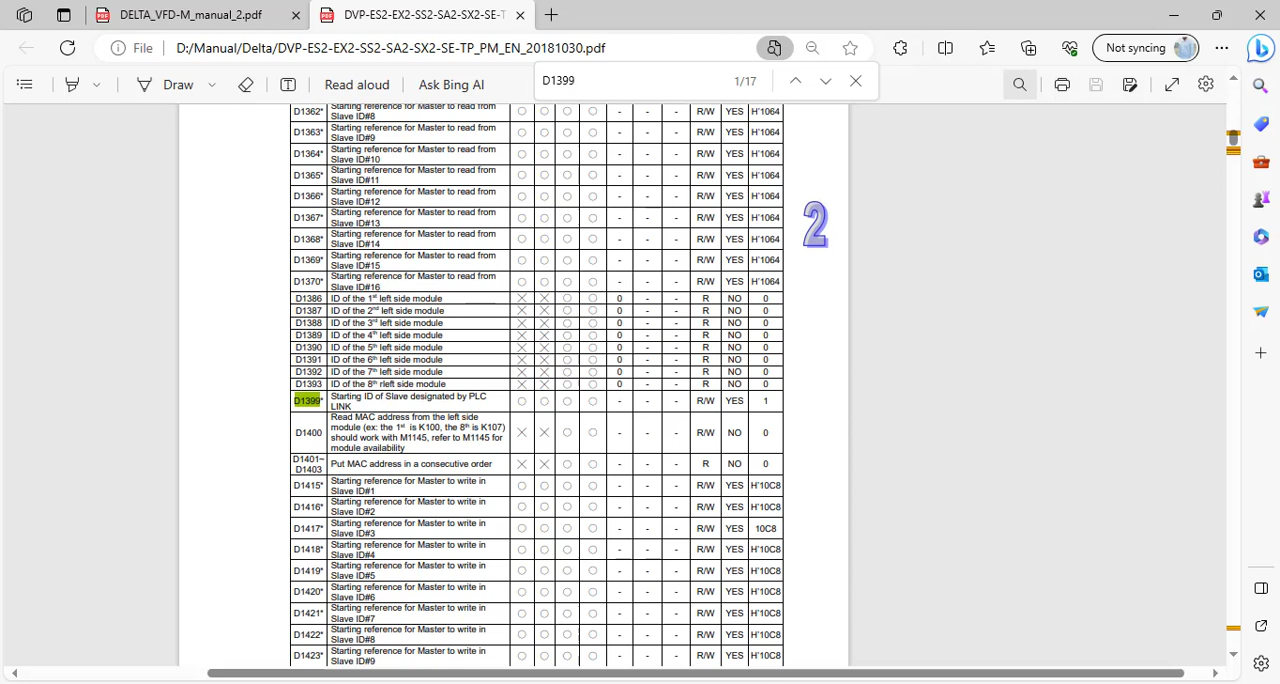 DELTA_VFD-M_manual_2.pdf
DVP-ES2-EX2-SS2-SA2-SX2-SE-T
File D:/Manual/Delta/DVP-ES2-EX2-SS2-SA2-SX2-SE-TP_PM_EN_20181030.pdf
Not syncing
Draw
Read aloud
Ask Bing AI
D1399
1/17
D1362* Starting reference for Master to read from - - - R/W YES H'1064
Slave ID#8
D1363* Starting reference for Master to read from - - - R/W YES H'1064
Slave ID#9
D1364* Starting reference for Master to read from - - - R/W YES H'1064
Slave ID#10
D1365* Starting reference for Master to read from - - - R/W YES H'1064
Slave ID#11
D1366* Starting reference for Master to read from - - - R/W YES H'1064
Slave ID#12
D1367* Starting reference for Master to read from - - - R/W YES H'1064
Slave ID#13
D1368* Starting reference for Master to read from - - - R/W YES H'1064
Slave ID#14
D1369* Starting reference for Master to read from - - - R/W YES H'1064
Slave ID#15
D1370* Starting reference for Master to read from - - - R/W YES H'1064
Slave ID#16
2
D1386 ID of the 1st left side module 0 - - R NO 0
D1387 ID of the 2nd left side module 0 - - R NO 0
D1388 ID of the 3rd left side module 0 - - R NO 0
D1389 ID of the 4th left side module 0 - - R NO 0
D1390 ID of the 5th left side module 0 - - R NO 0
D1391 ID of the 6th left side module 0 - - R NO 0
D1392 ID of the 7th left side module 0 - - R NO 0
D1393 ID of the 8th rleft side module 0 - - R NO 0
D1399* Starting ID of Slave designated by PLC - - - R/W YES 1
LINK
D1400 Read MAC address from the left side - - - R/W NO 0
module (ex: the 1st is K100, the 8th is K107)
should work with M1145, refer to M1145 for
module availability
D1401~ Put MAC address in a consecutive order - - - R NO 0
D1403
D1415* Starting reference for Master to write in - - - R/W YES H'10C8
Slave ID#1
D1416* Starting reference for Master to write in - - - R/W YES H'10C8
Slave ID#2
D1417* Starting reference for Master to write in - - - R/W YES 10C8
Slave ID#3
D1418* Starting reference for Master to write in - - - R/W YES H'10C8
Slave ID#4
D1419* Starting reference for Master to write in - - - R/W YES H'10C8
Slave ID#5
D1420* Starting reference for Master to write in - - - R/W YES H'10C8
Slave ID#6
D1421* Starting reference for Master to write in - - - R/W YES H'10C8
Slave ID#7
D1422* Starting reference for Master to write in - - - R/W YES H'10C8
Slave ID#8
D1423* Starting reference for Master to write in - - - R/W YES H'10C8
Slave ID#9